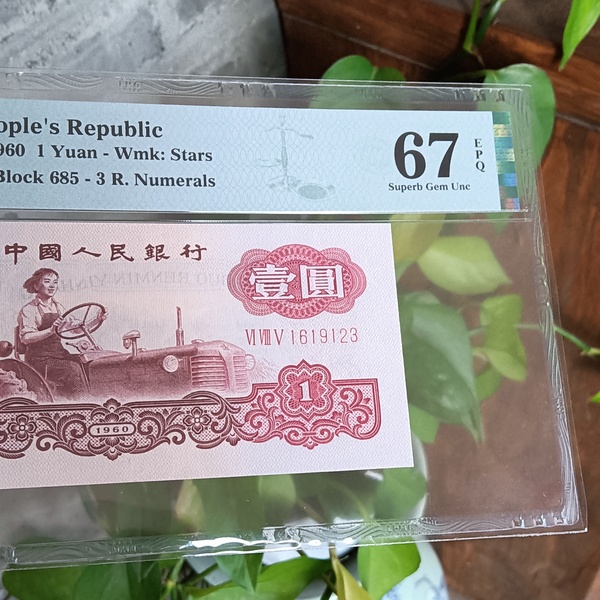 ople's Republic
960 1 Yuan - Wmk: Stars
Block 685 - 3 R. Numerals
67
EPQ
Superb Gem Unc
中國人民銀行
壹圓
VI VIII V 1619123
1
1960